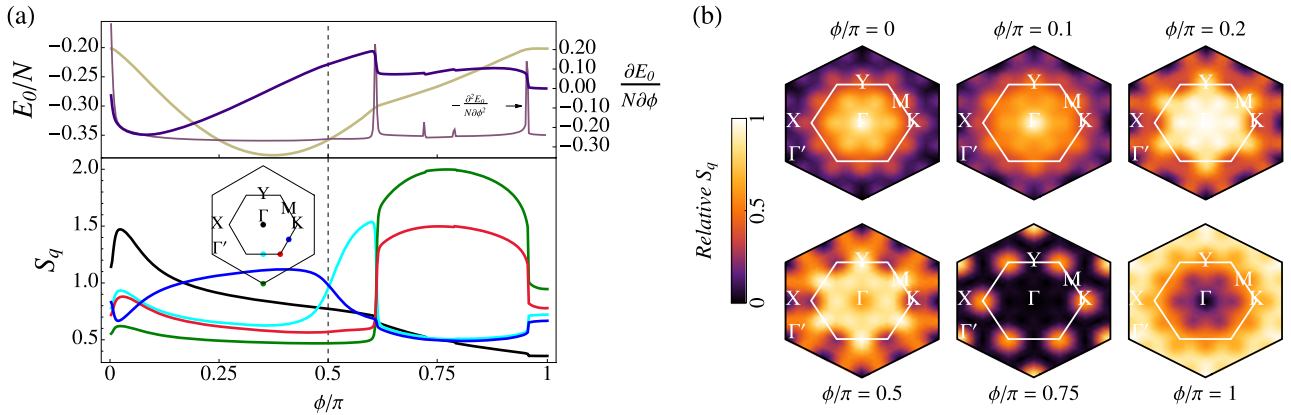 (a)
E₀/N
−0.20
−0.25
−0.30
−0.35
0.20
0.10
0.00
−0.10
−0.20
−0.30
∂E₀
N∂ϕ
− ∂²E₀
N∂ϕ²
S_q
2.0
1.5
1.0
0.5
Y
Γ
M
X
K
Γ′
0
0.25
0.5
0.75
1
ϕ/π
(b)
Relative S_q
1
0.5
0
ϕ/π = 0
ϕ/π = 0.1
ϕ/π = 0.2
Y
M
X
Γ
K
Γ′
Y
M
X
Γ
K
Γ′
Y
M
X
Γ
K
Γ′
Y
M
X
Γ
K
Γ′
Y
M
X
Γ
K
Γ′
Y
M
X
Γ
K
Γ′
ϕ/π = 0.5
ϕ/π = 0.75
ϕ/π = 1